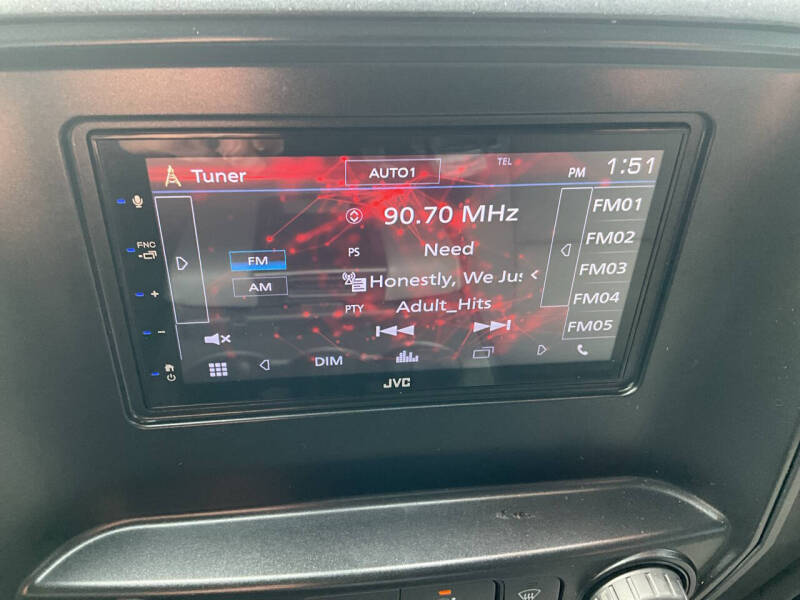 Tuner
AUTO1
TEL
PM 1:51
90.70 MHz
FM01
PS Need
FM02
FNC
FM
Honestly, We Jus
FM03
AM
PTY Adult_Hits
FM04
FM05
DIM
JVC